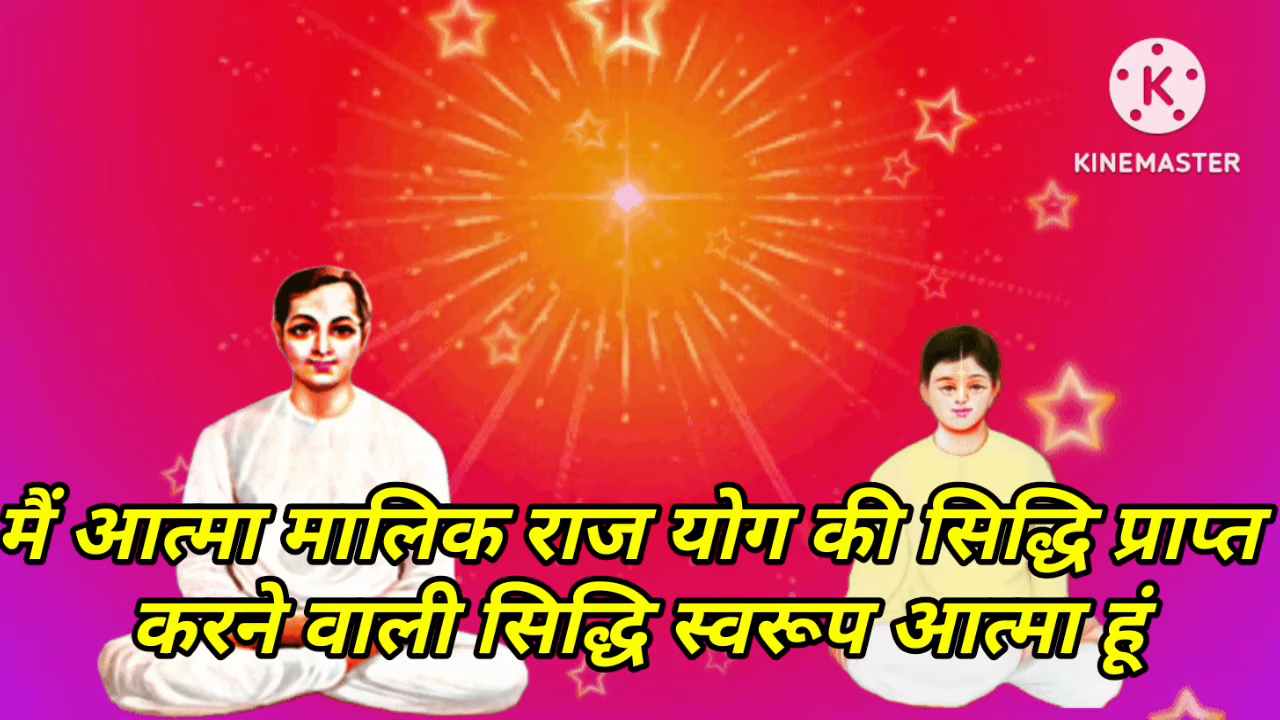 K
KINEMASTER
मैं आत्मा मालिक राज योग की सिद्धि प्राप्त
करने वाली सिद्धि स्वरूप आत्मा हूं